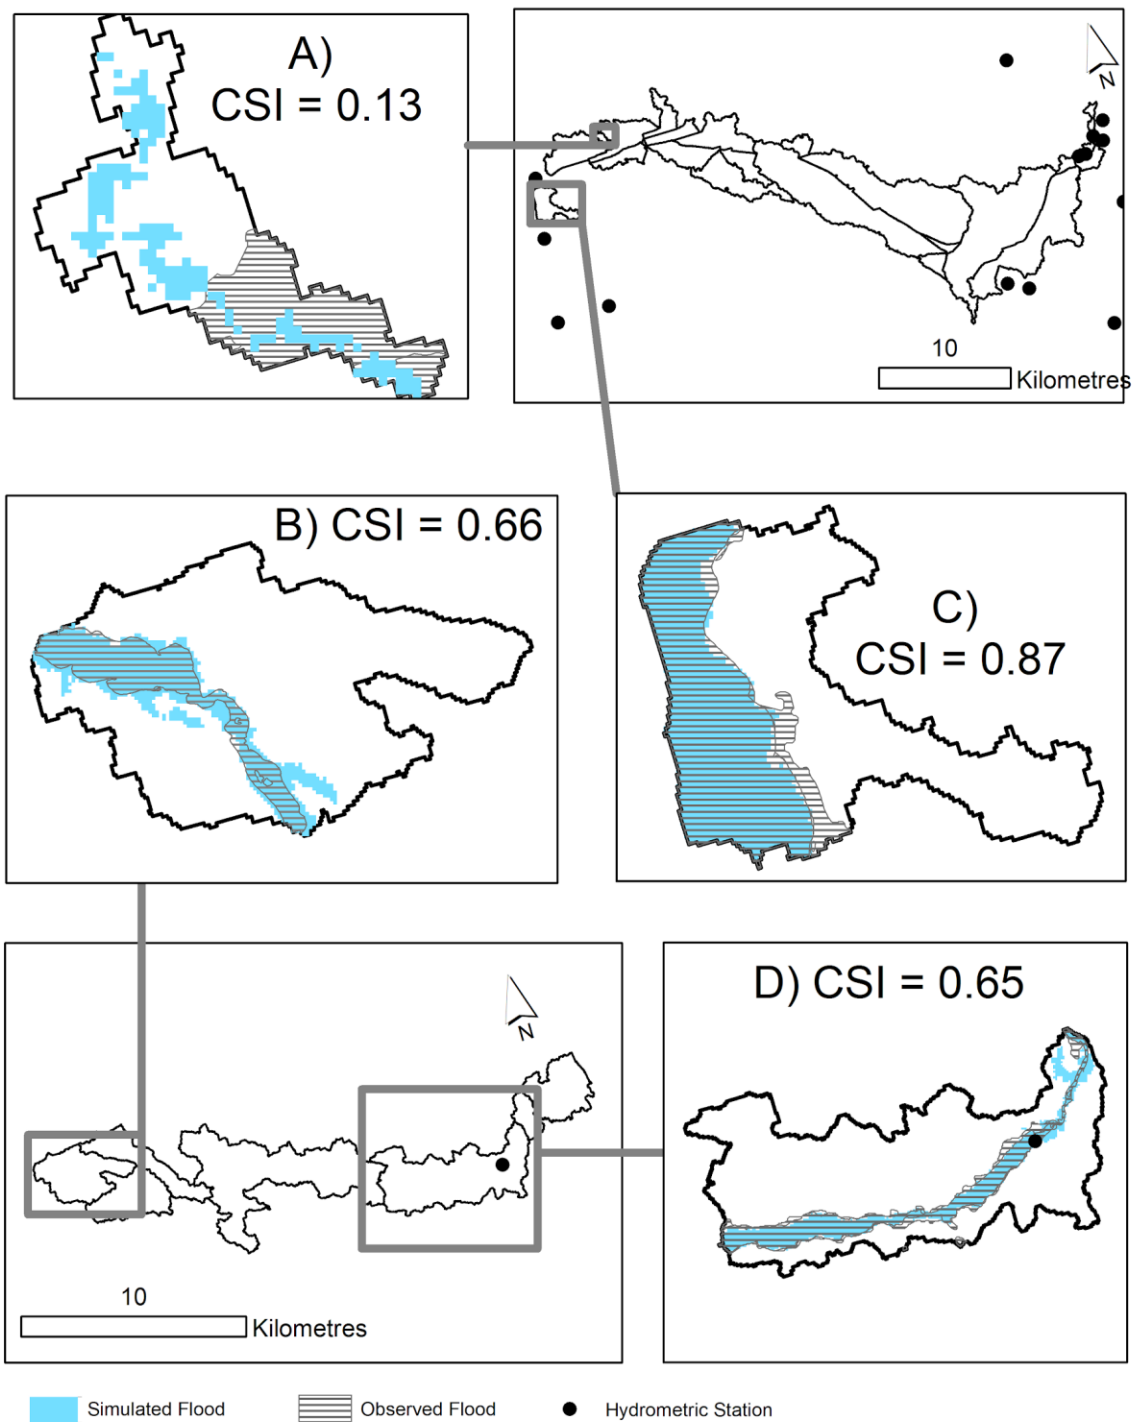 A)
CSI = 0.13
N
10
Kilometres
B) CSI = 0.66
C)
CSI = 0.87
N
10
Kilometres
D) CSI = 0.65
Simulated Flood
Observed Flood
Hydrometric Station